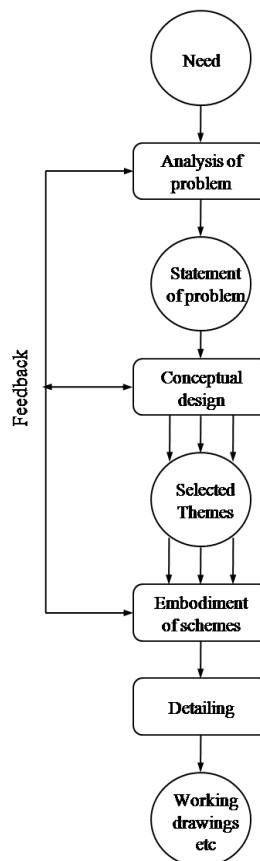 Need
Analysis of
problem
Statement
of problem
Feedback
Conceptual
design
Selected
Themes
Embodiment
of schemes
Detailing
Working
drawings
etc